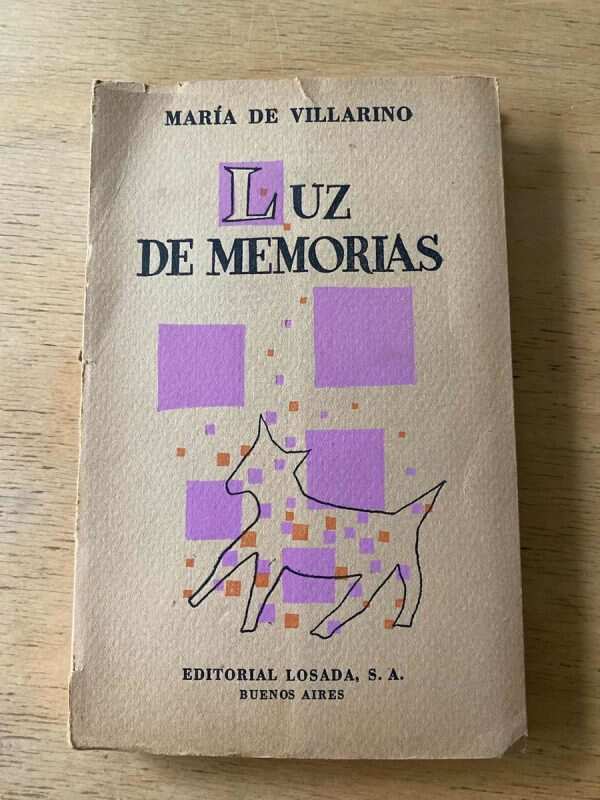 MARÍA DE VILLARINO
LUZ
DE MEMORIAS
EDITORIAL LOSADA, S. A.
BUENOS AIRES